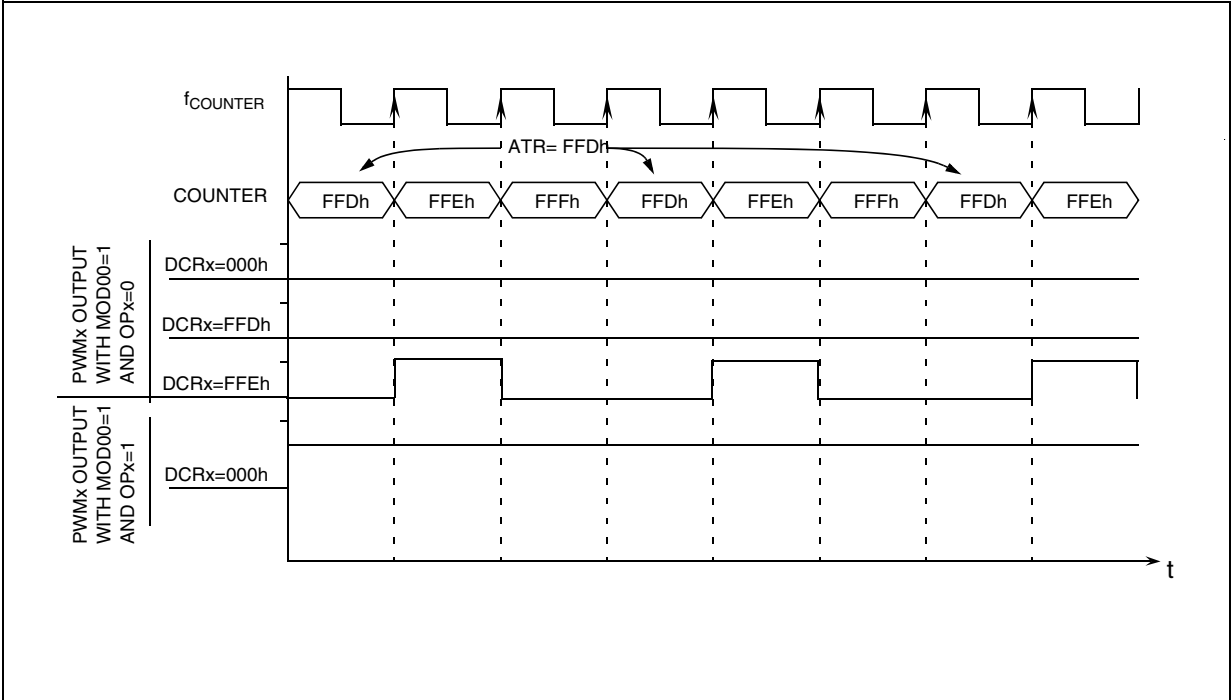 fCOUNTER
ATR= FFDh
COUNTER
FFDh FFEh FFFh FFDh FFEh FFFh FFDh FFEh
PWMx OUTPUT
WITH MOD00=1
AND OPx=0
DCRx=000h
DCRx=FFDh
DCRx=FFEh
PWMx OUTPUT
WITH MOD00=1
AND OPx=1
DCRx=000h
t